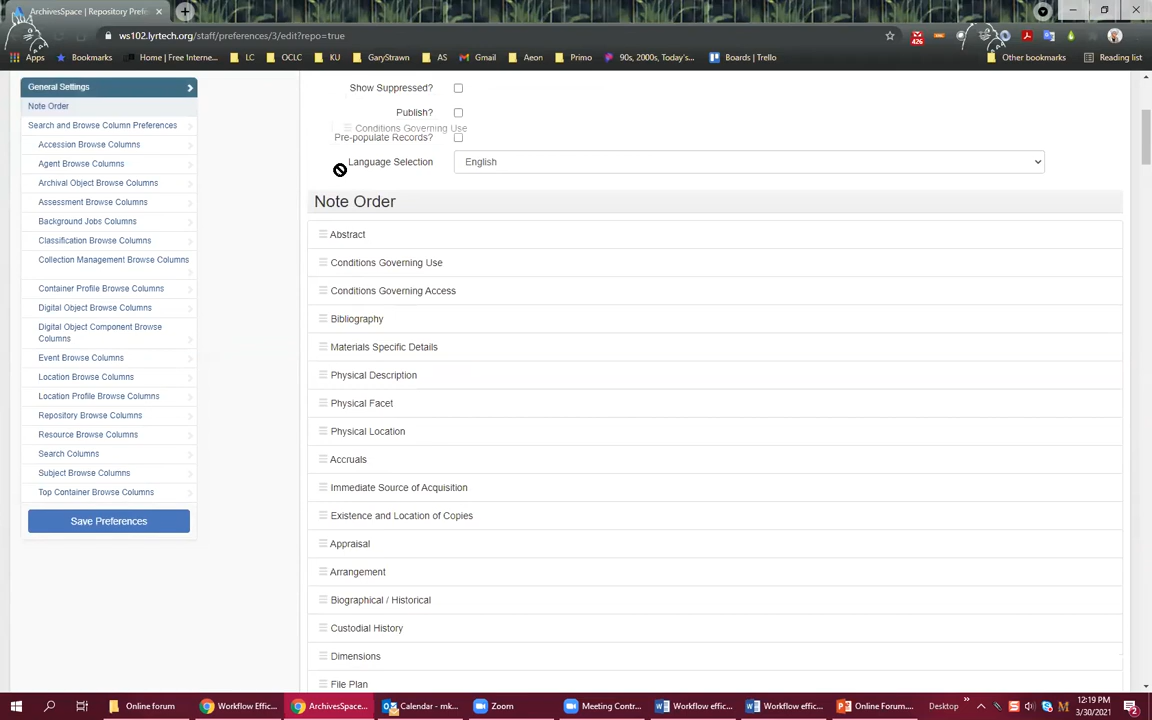 ArchivesSpace | Repository Prefe
ws102.lyrtech.org/staff/preferences/3/edit?repo=true
426
Apps
Bookmarks
Home | Free Interne...
LC
OCLC
KU
GaryStrawn
AS
Gmail
Aeon
Primo
90s, 2000s, Today's...
Boards | Trello
Other bookmarks
Reading list
General Settings
Note Order
Search and Browse Column Preferences
Accession Browse Columns
Agent Browse Columns
Archival Object Browse Columns
Assessment Browse Columns
Background Jobs Columns
Classification Browse Columns
Collection Management Browse Columns
Container Profile Browse Columns
Digital Object Browse Columns
Digital Object Component Browse
Columns
Event Browse Columns
Location Browse Columns
Location Profile Browse Columns
Repository Browse Columns
Resource Browse Columns
Search Columns
Subject Browse Columns
Top Container Browse Columns
Save Preferences
Show Suppressed?
Publish?
Conditions Governing Use
Pre-populate Records?
Language Selection
English
Note Order
Abstract
Conditions Governing Use
Conditions Governing Access
Bibliography
Materials Specific Details
Physical Description
Physical Facet
Physical Location
Accruals
Immediate Source of Acquisition
Existence and Location of Copies
Appraisal
Arrangement
Biographical / Historical
Custodial History
Dimensions
File Plan
Online forum
Workflow Effic...
ArchivesSpace...
Calendar - mk...
Zoom
Meeting Contr...
Workflow effic...
Workflow effic...
Online Forum....
Desktop
12:19 PM
3/30/2021
2